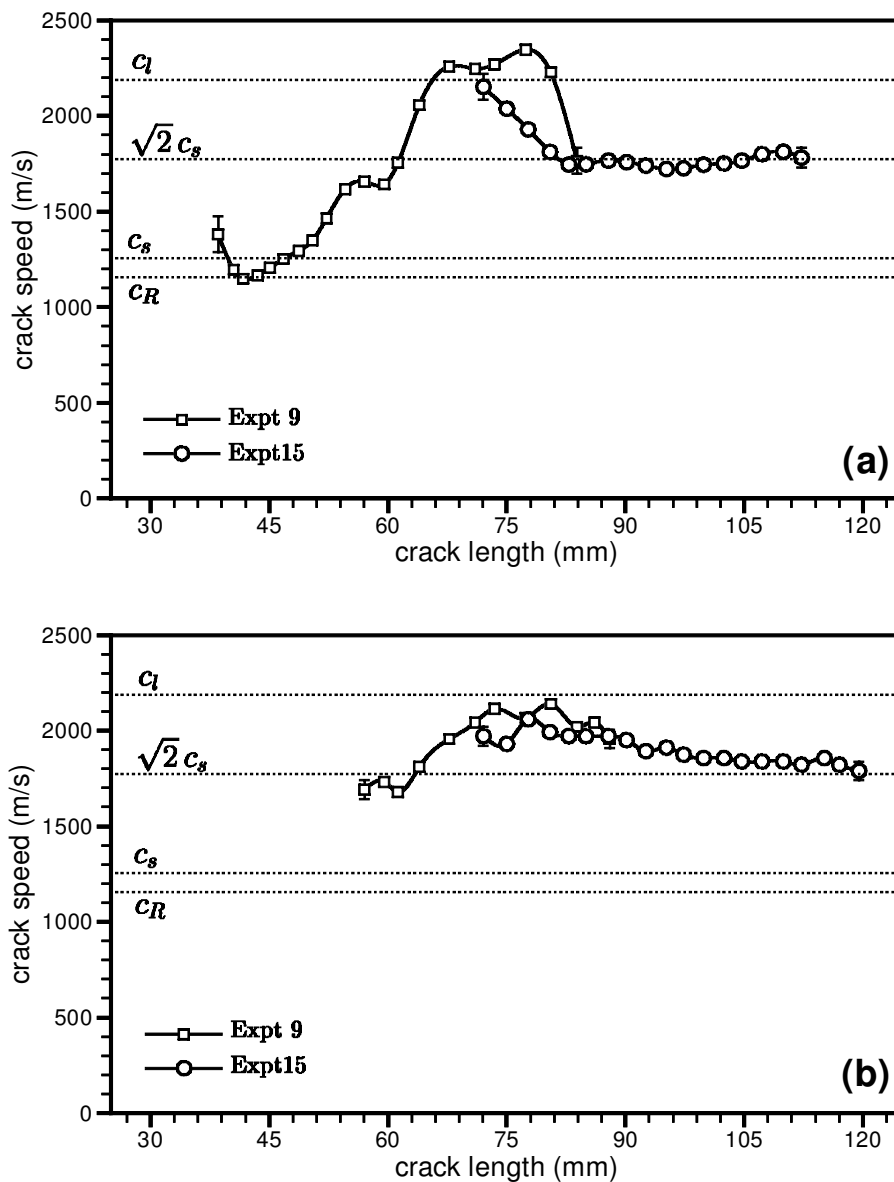 2500
c_l
2000
√2 c_s
1500
c_s
c_R
1000
500
0
crack speed (m/s)
Expt 9
Expt15
(a)
30 45 60 75 90 105 120
crack length (mm)
2500
c_l
2000
√2 c_s
1500
c_s
c_R
1000
500
0
crack speed (m/s)
Expt 9
Expt15
(b)
30 45 60 75 90 105 120
crack length (mm)